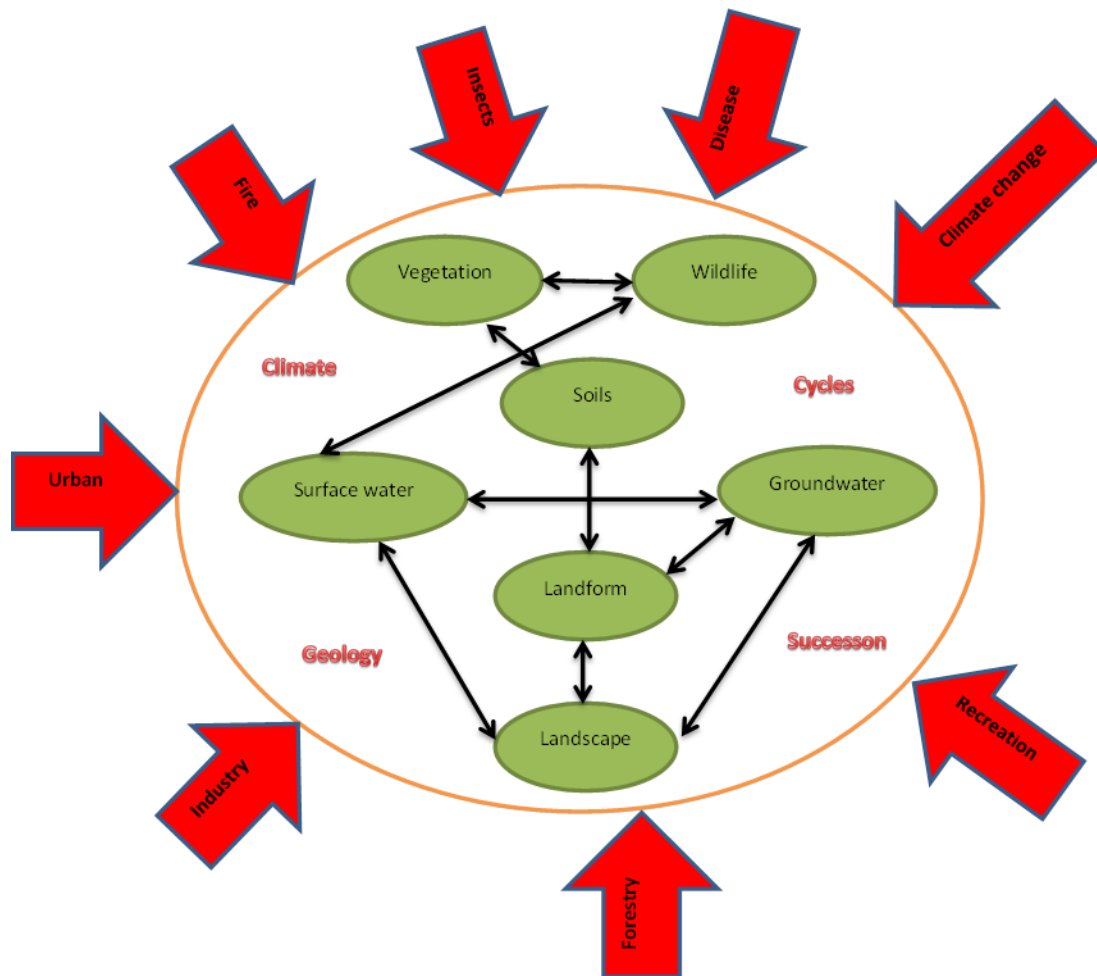 Insects
Disease
Fire
Climate change
Vegetation
Wildlife
Climate
Cycles
Soils
Urban
Surface water
Groundwater
Landform
Geology
Successon
Landscape
Recreation
Industry
Forestry